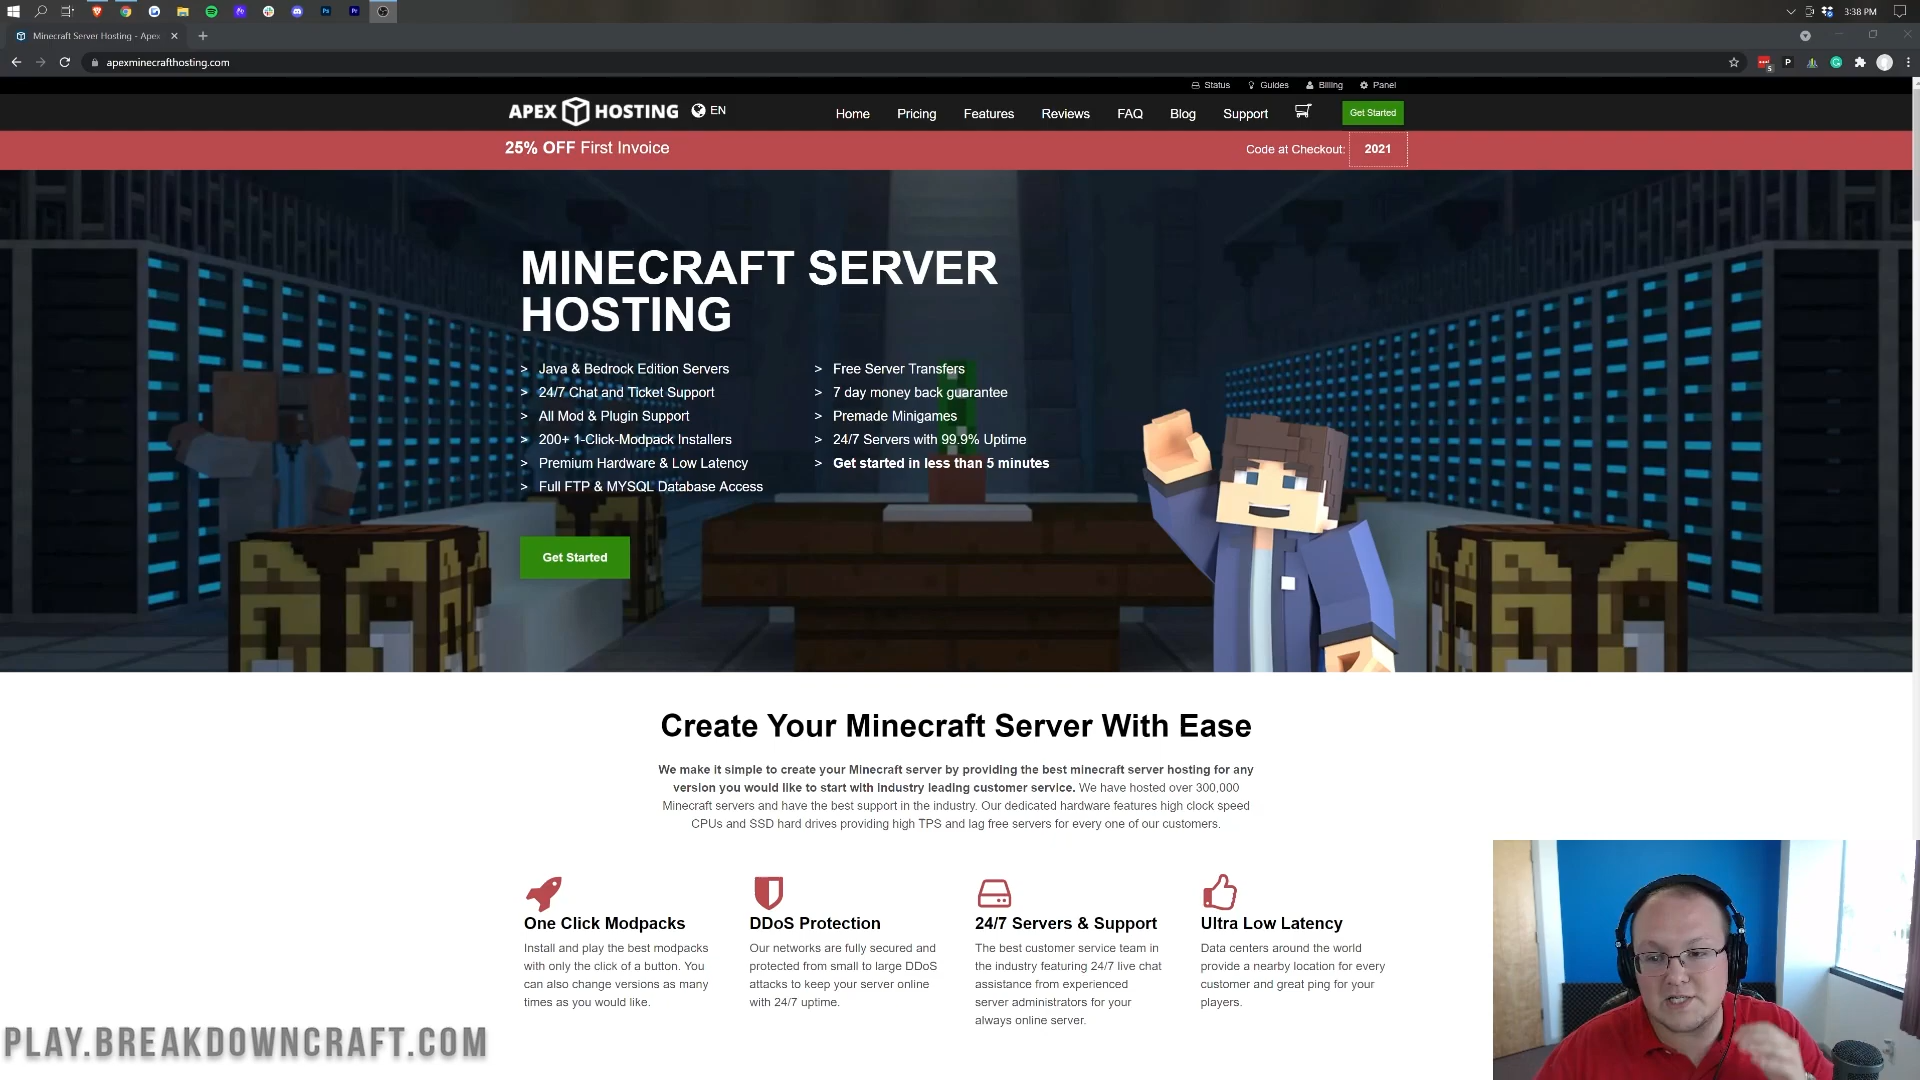 3:38 PM
Minecraft Server Hosting - Apex
apexminecrafthosting.com
Status Guides Billing Panel
APEX HOSTING EN
Home Pricing Features Reviews FAQ Blog Support Get Started
25% OFF First Invoice
Code at Checkout: 2021
MINECRAFT SERVER
HOSTING
> Java & Bedrock Edition Servers
> 24/7 Chat and Ticket Support
> All Mod & Plugin Support
> 200+ 1-Click-Modpack Installers
> Premium Hardware & Low Latency
> Full FTP & MYSQL Database Access
> Free Server Transfers
> 7 day money back guarantee
> Premade Minigames
> 24/7 Servers with 99.9% Uptime
> Get started in less than 5 minutes
Get Started
Create Your Minecraft Server With Ease
We make it simple to create your Minecraft server by providing the best minecraft server hosting for any
version you would like to start with industry leading customer service. We have hosted over 300,000
Minecraft servers and have the best support in the industry. Our dedicated hardware features high clock speed
CPUs and SSD hard drives providing high TPS and lag free servers for every one of our customers.
One Click Modpacks
Install and play the best modpacks
with only the click of a button. You
can also change versions as many
times as you would like.
DDoS Protection
Our networks are fully secured and
protected from small to large DDoS
attacks to keep your server online
with 24/7 uptime.
24/7 Servers & Support
The best customer service team in
the industry featuring 24/7 live chat
assistance from experienced
server administrators for your
always online server.
Ultra Low Latency
Data centers around the world
provide a nearby location for every
customer and great ping for your
players.
PLAY.BREAKDOWNCRAFT.COM